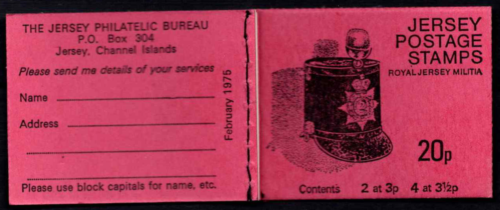 THE JERSEY PHILATELIC BUREAU
P.O. Box 304
Jersey, Channel Islands
Please send me details of your services
Name
Address
Please use block capitals for name, etc.
February 1975
JERSEY
POSTAGE
STAMPS
ROYAL JERSEY MILITIA
20p
Contents 2 at 3p 4 at 3½p